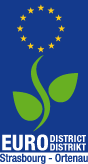 EURO DISTRICT
DISTRIKT
Strasbourg - Ortenau